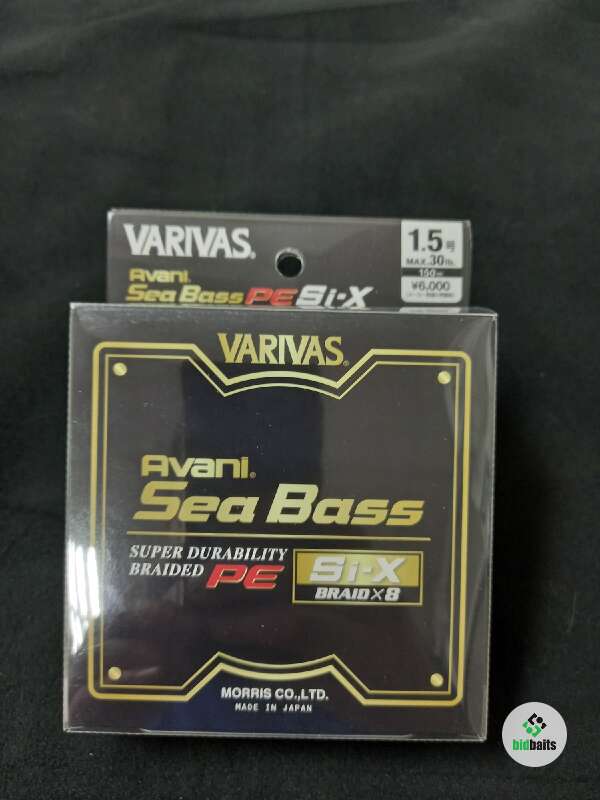 VARIVAS®
Avani
Sea Bass PE Si-X
1.5号
MAX.30lb.
150m
¥6,000
VARIVAS®
Avani®
Sea Bass
SUPER DURABILITY
BRAIDED PE
Si-X
BRAID×8
MORRIS CO.,LTD.
MADE IN JAPAN
bidbaits